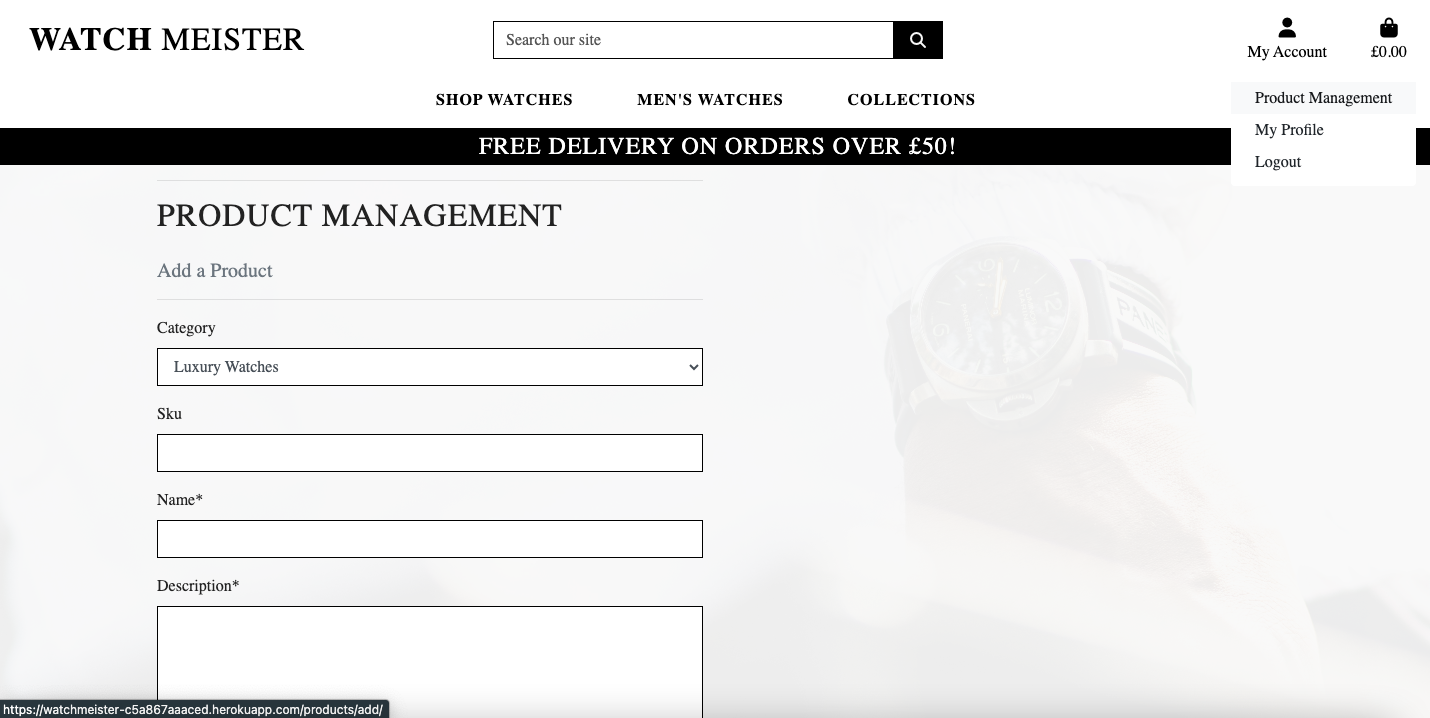 WATCH MEISTER
Search our site
My Account
£0.00
SHOP WATCHES
MEN'S WATCHES
COLLECTIONS
Product Management
My Profile
Logout
FREE DELIVERY ON ORDERS OVER £50!
PRODUCT MANAGEMENT
Add a Product
Category
Luxury Watches
Sku
Name*
Description*
https://watchmeister-c5a867aaaced.herokuapp.com/products/add/